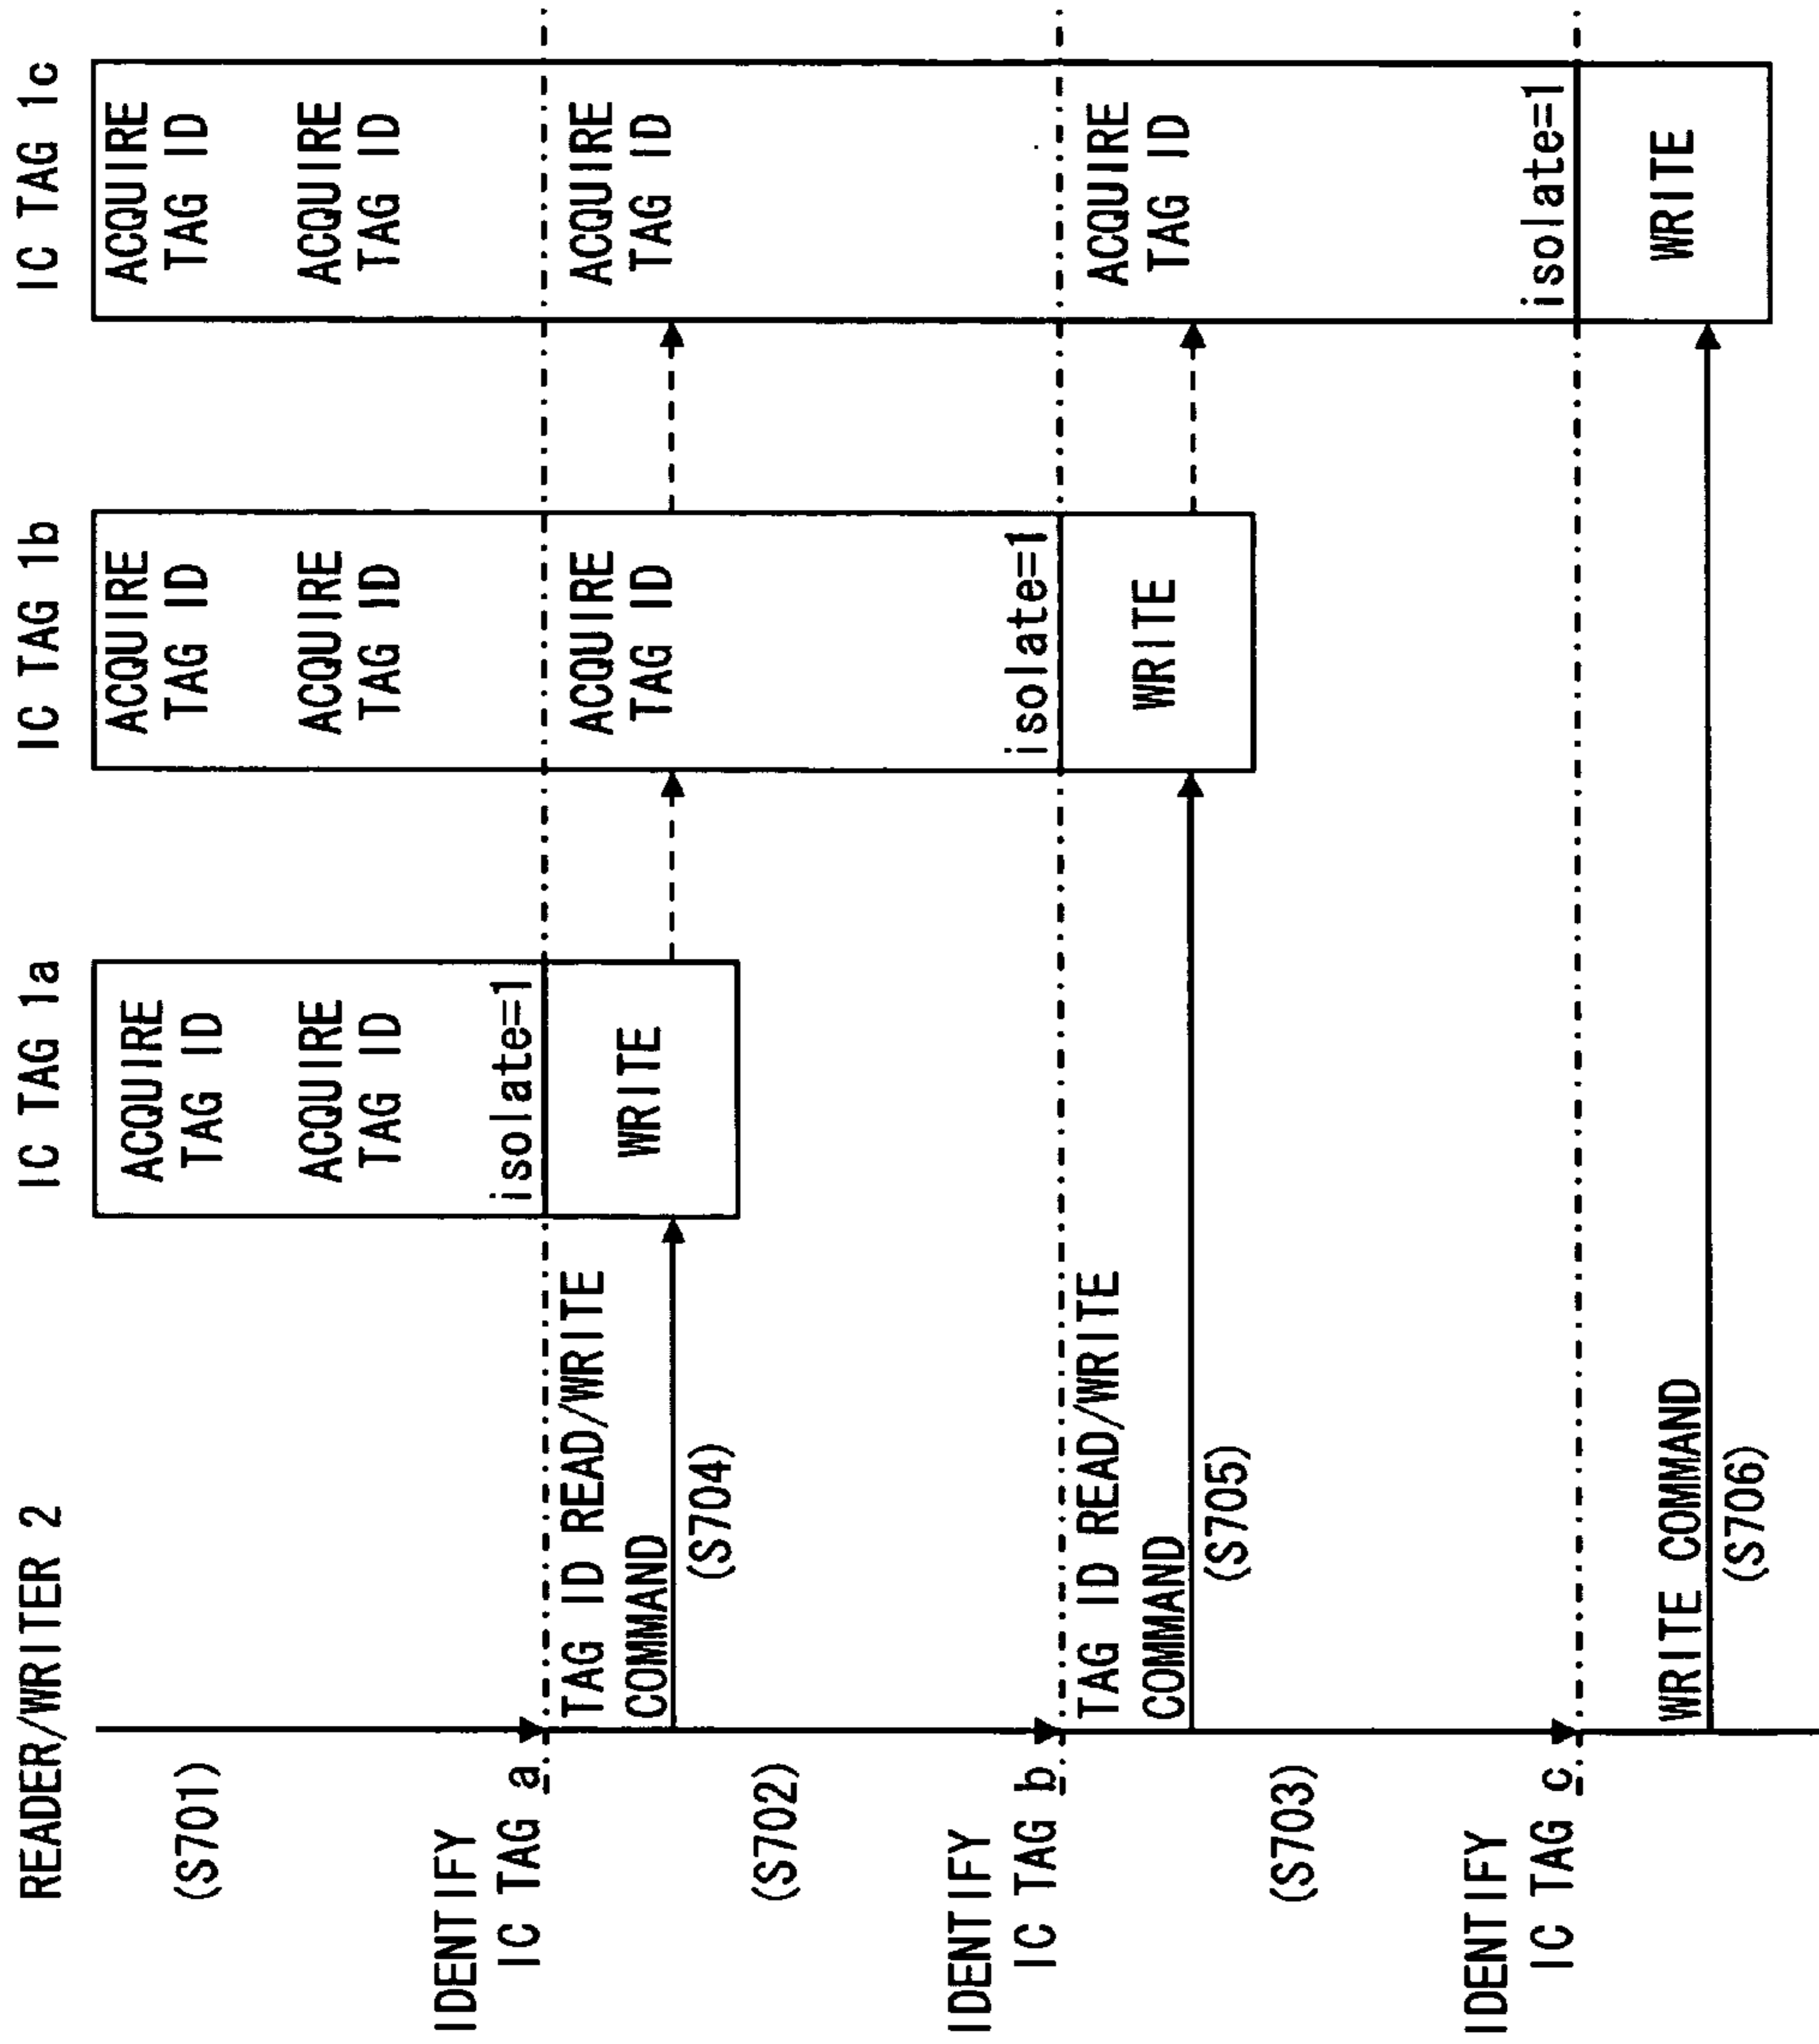 READER/WRITER 2
IC TAG 1a
IC TAG 1b
IC TAG 1c
(S701)
ACQUIRE
TAG ID
ACQUIRE
TAG ID
ACQUIRE
TAG ID
ACQUIRE
TAG ID
ACQUIRE
TAG ID
ACQUIRE
TAG ID
IDENTIFY
IC TAG a
isolate=1
TAG ID READ/WRITE
COMMAND
(S704)
WRITE
ACQUIRE
TAG ID
ACQUIRE
TAG ID
(S702)
IDENTIFY
IC TAG b
isolate=1
TAG ID READ/WRITE
COMMAND
(S705)
WRITE
ACQUIRE
TAG ID
(S703)
IDENTIFY
IC TAG c
isolate=1
WRITE COMMAND
(S706)
WRITE